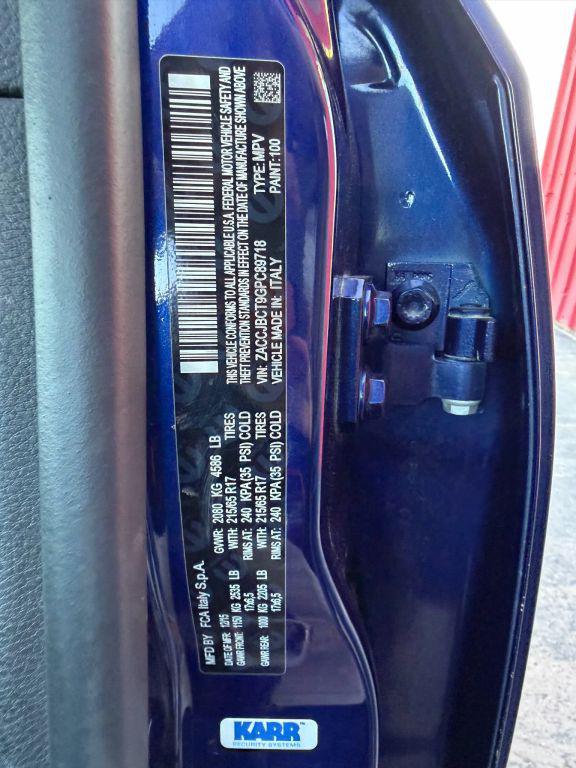 MFD BY FCA Italy S.p.A.
DATE OF MFR: 12/15 GVWR: 2080 KG 4586 LB
GAWR FRONT: 1150 KG 2535 LB WITH: 215/65 R17 TIRES
17x6,5 RIMS AT: 240 KPA(35 PSI) COLD
GAWR REAR: 1000 KG 2205 LB WITH: 215/65 R17 TIRES
17x6,5 RIMS AT: 240 KPA(35 PSI) COLD
THIS VEHICLE CONFORMS TO ALL APPLICABLE U.S.A. FEDERAL MOTOR VEHICLE SAFETY AND
THEFT PREVENTION STANDARDS IN EFFECT ON THE DATE OF MANUFACTURE SHOWN ABOVE
VIN: ZACCJBCT9GPC89718 TYPE: MPV
VEHICLE MADE IN: ITALY PAINT: 100
KARR
SECURITY SYSTEMS